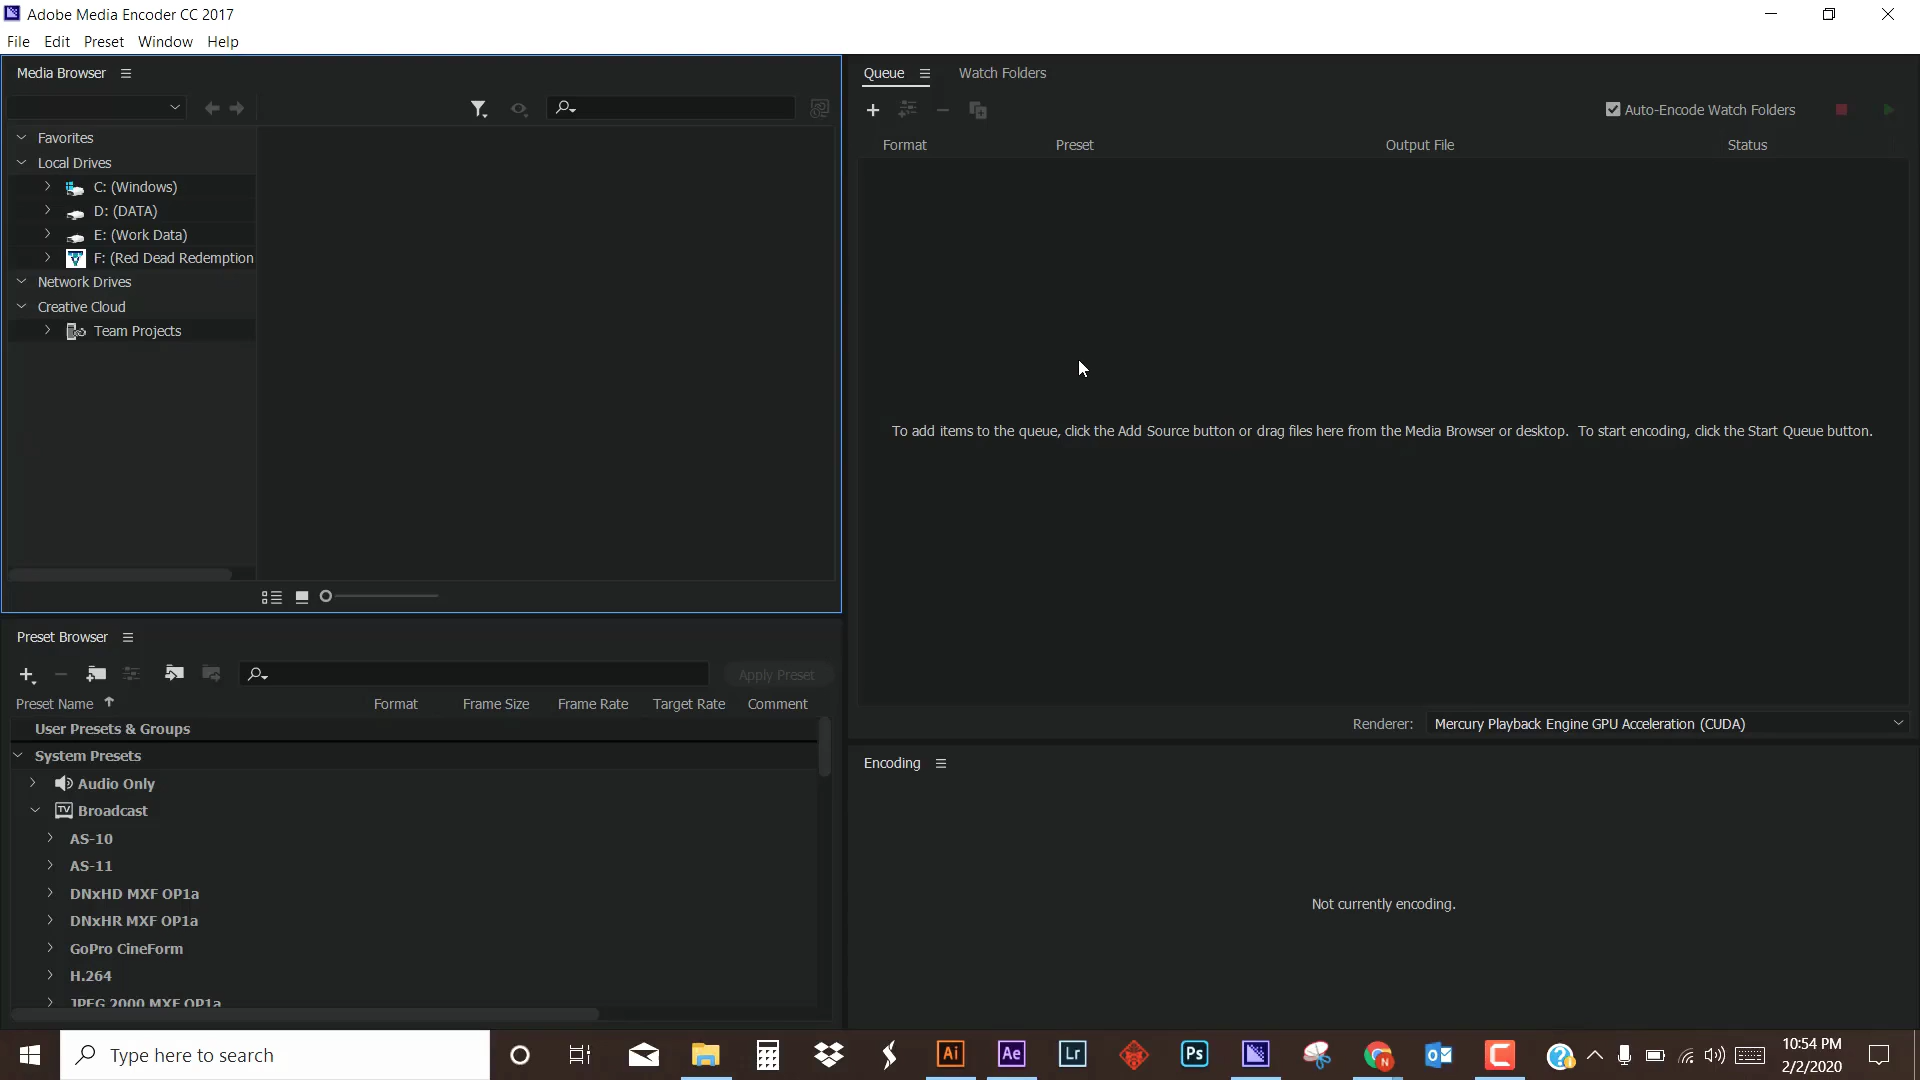 Adobe Media Encoder CC 2017
File Edit Preset Window Help
Media Browser
Favorites
Local Drives
C: (Windows)
D: (DATA)
E: (Work Data)
F: (Red Dead Redemption
Network Drives
Creative Cloud
Team Projects
Queue Watch Folders
Auto-Encode Watch Folders
Format Preset Output File Status
To add items to the queue, click the Add Source button or drag files here from the Media Browser or desktop. To start encoding, click the Start Queue button.
Renderer: Mercury Playback Engine GPU Acceleration (CUDA)
Preset Browser
Apply Preset
Preset Name Format Frame Size Frame Rate Target Rate Comment
User Presets & Groups
System Presets
Audio Only
TV Broadcast
AS-10
AS-11
DNxHD MXF OP1a
DNxHR MXF OP1a
GoPro CineForm
H.264
JPEG 2000 MXF OP1a
Encoding
Not currently encoding.
Type here to search
Ai Ae Lr Ps N
10:54 PM
2/2/2020